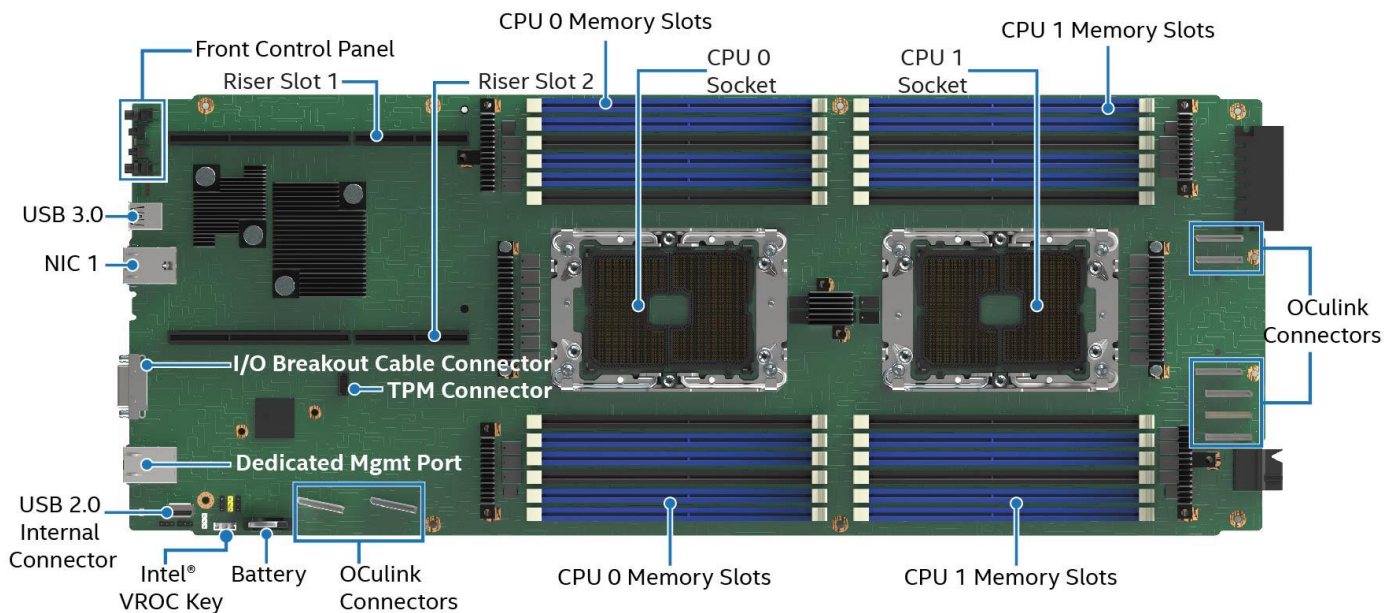 CPU 0 Memory Slots
CPU 1 Memory Slots
Front Control Panel
Riser Slot 1
Riser Slot 2
CPU 0
Socket
CPU 1
Socket
USB 3.0
NIC 1
OCulink
Connectors
I/O Breakout Cable Connector
TPM Connector
Dedicated Mgmt Port
USB 2.0
Internal
Connector
Intel®
VROC Key
Battery
OCulink
Connectors
CPU 0 Memory Slots
CPU 1 Memory Slots